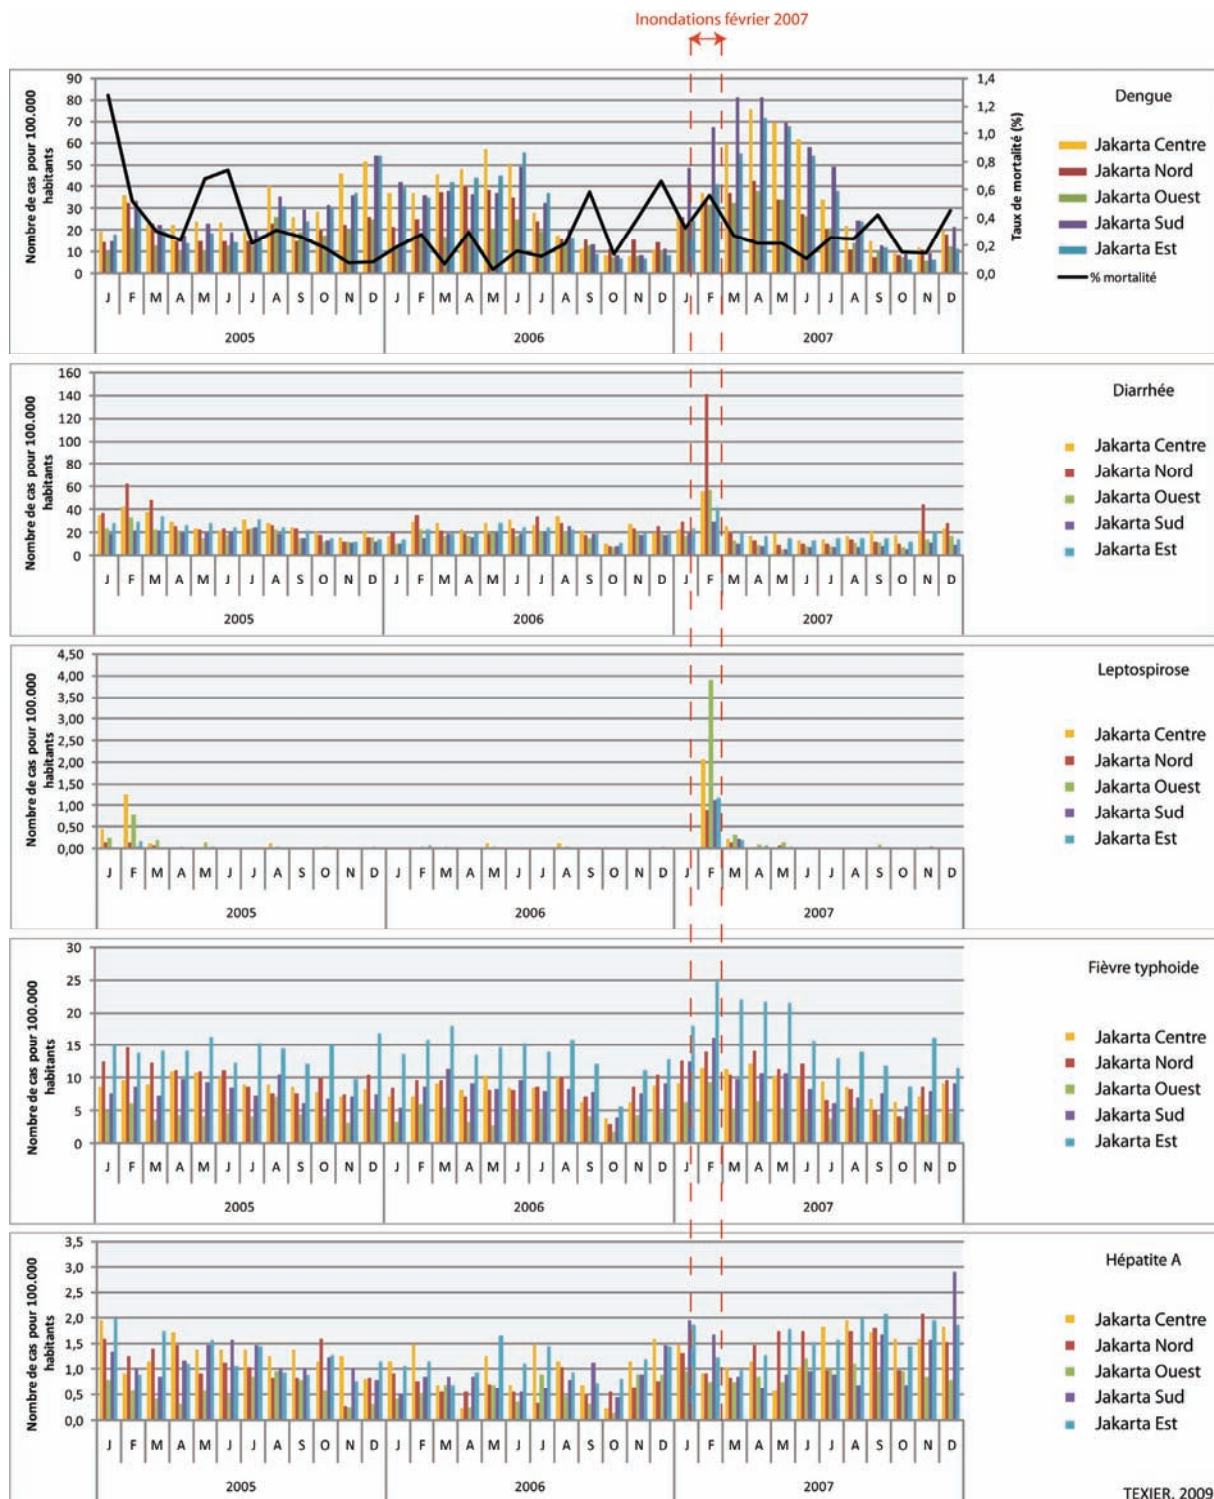 Inondations février 2007
Nombre de cas pour 100.000
habitants
90
80
70
60
50
40
30
20
10
0
1,4
1,2
1,0
0,8
0,6
0,4
0,2
0,0
Taux de mortalité (%)
Dengue
Jakarta Centre
Jakarta Nord
Jakarta Ouest
Jakarta Sud
Jakarta Est
% mortalité
J F M A M J J A S O N D J F M A M J J A S O N D J F M A M J J A S O N D
2005 2006 2007
Nombre de cas pour 100.000
habitants
160
140
120
100
80
60
40
20
0
Diarrhée
Jakarta Centre
Jakarta Nord
Jakarta Ouest
Jakarta Sud
Jakarta Est
J F M A M J J A S O N D J F M A M J J A S O N D J F M A M J J A S O N D
2005 2006 2007
Nombre de cas pour 100.000
habitants
4,50
4,00
3,50
3,00
2,50
2,00
1,50
1,00
0,50
0,00
Leptospirose
Jakarta Centre
Jakarta Nord
Jakarta Ouest
Jakarta Sud
Jakarta Est
J F M A M J J A S O N D J F M A M J J A S O N D J F M A M J J A S O N D
2005 2006 2007
Nombre de cas pour 100.000
habitants
30
25
20
15
10
5
0
Fièvre typhoide
Jakarta Centre
Jakarta Nord
Jakarta Ouest
Jakarta Sud
Jakarta Est
J F M A M J J A S O N D J F M A M J J A S O N D J F M A M J J A S O N D
2005 2006 2007
Nombre de cas pour 100.000
habitants
3,5
3,0
2,5
2,0
1,5
1,0
0,5
0,0
Hépatite A
Jakarta Centre
Jakarta Nord
Jakarta Ouest
Jakarta Sud
Jakarta Est
J F M A M J J A S O N D J F M A M J J A S O N D J F M A M J J A S O N D
2005 2006 2007
TEXIER, 2009